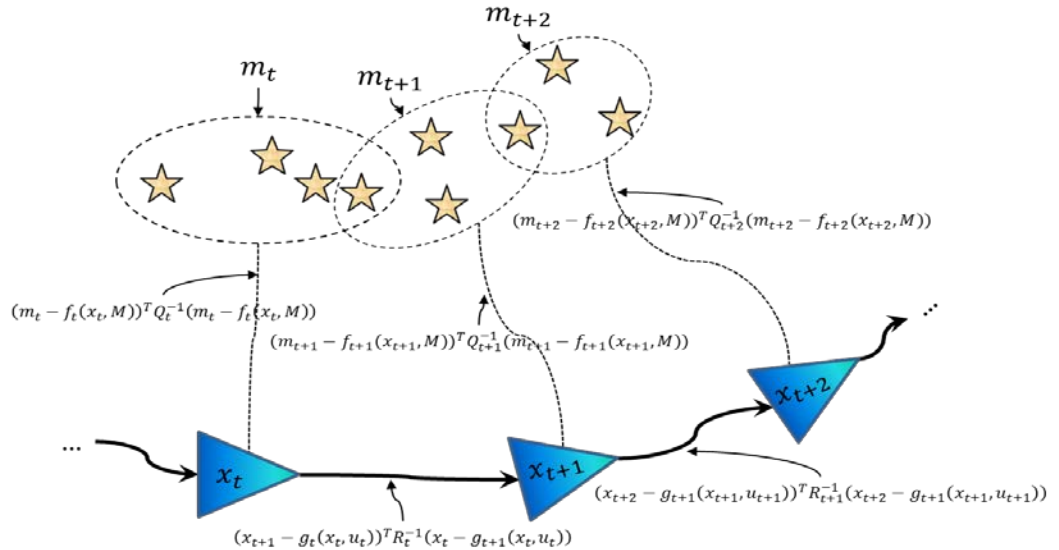 m_{t+2}
m_t
m_{t+1}
(m_{t+2} − f_{t+2}(x_{t+2}, M))^T Q_{t+2}^{-1}(m_{t+2} − f_{t+2}(x_{t+2}, M))
(m_t − f_t(x_t, M))^T Q_t^{-1}(m_t − f_t(x_t, M))
(m_{t+1} − f_{t+1}(x_{t+1}, M))^T Q_{t+1}^{-1}(m_{t+1} − f_{t+1}(x_{t+1}, M))
...
x_{t+2}
...
x_t
x_{t+1}
(x_{t+2} − g_{t+1}(x_{t+1}, u_{t+1}))^T R_{t+1}^{-1}(x_{t+2} − g_{t+1}(x_{t+1}, u_{t+1}))
(x_{t+1} − g_t(x_t, u_t))^T R_t^{-1}(x_t − g_{t+1}(x_t, u_t))